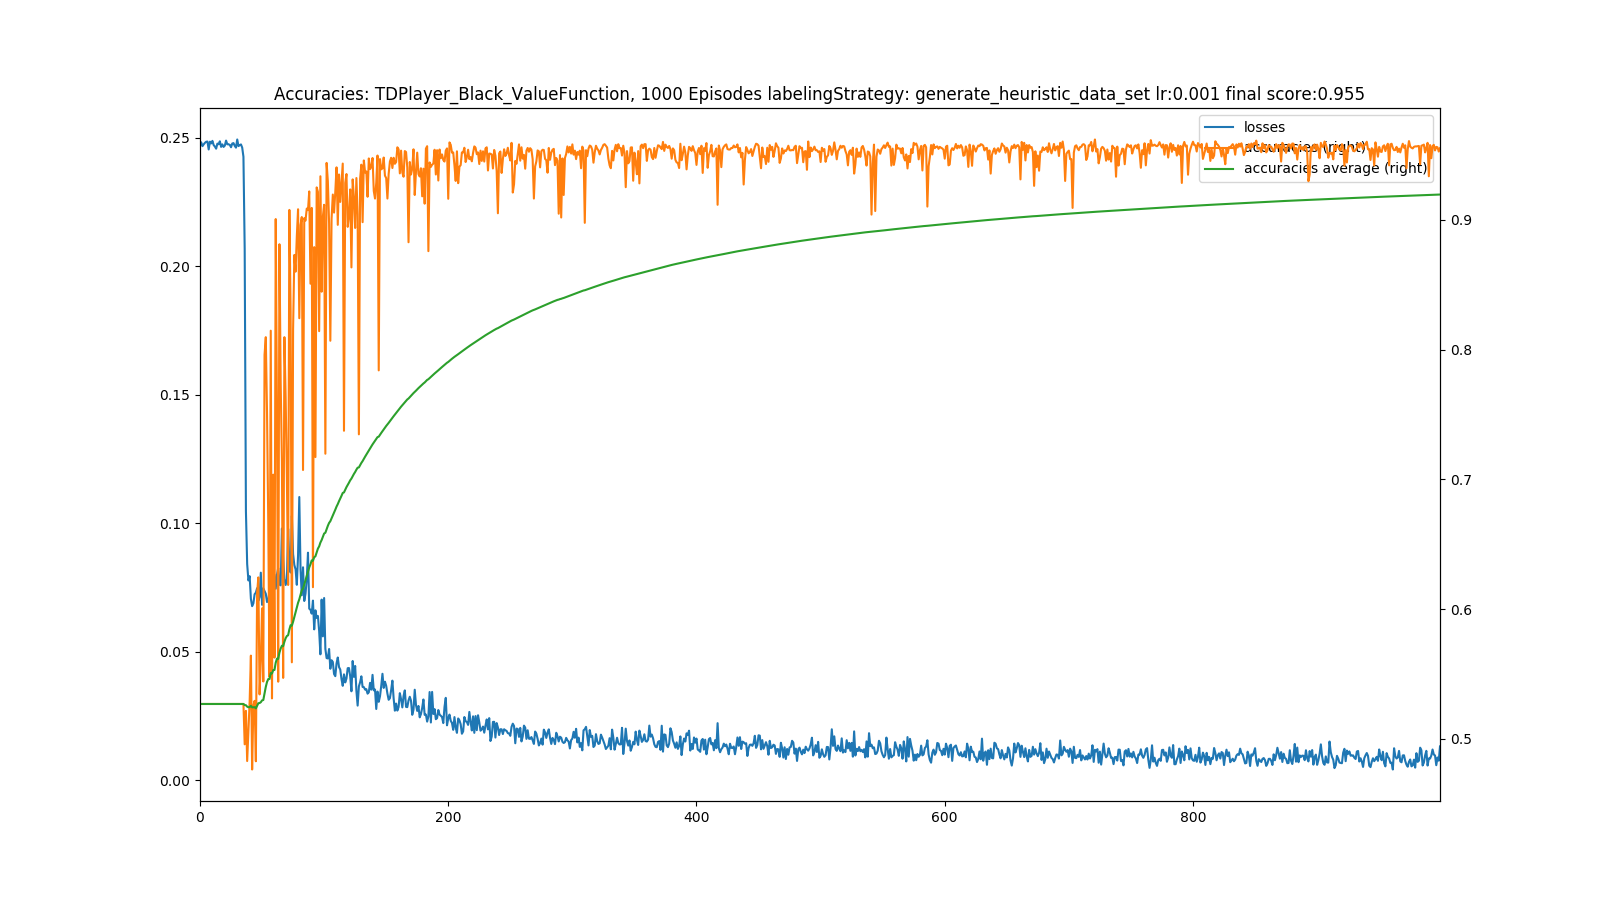 Accuracies: TDPlayer_Black_ValueFunction, 1000 Episodes labelingStrategy: generate_heuristic_data_set lr:0.001 final score:0.955
losses
accuracies (right)
accuracies average (right)
0.25
0.20
0.15
0.10
0.05
0.00
0.9
0.8
0.7
0.6
0.5
0 200 400 600 800